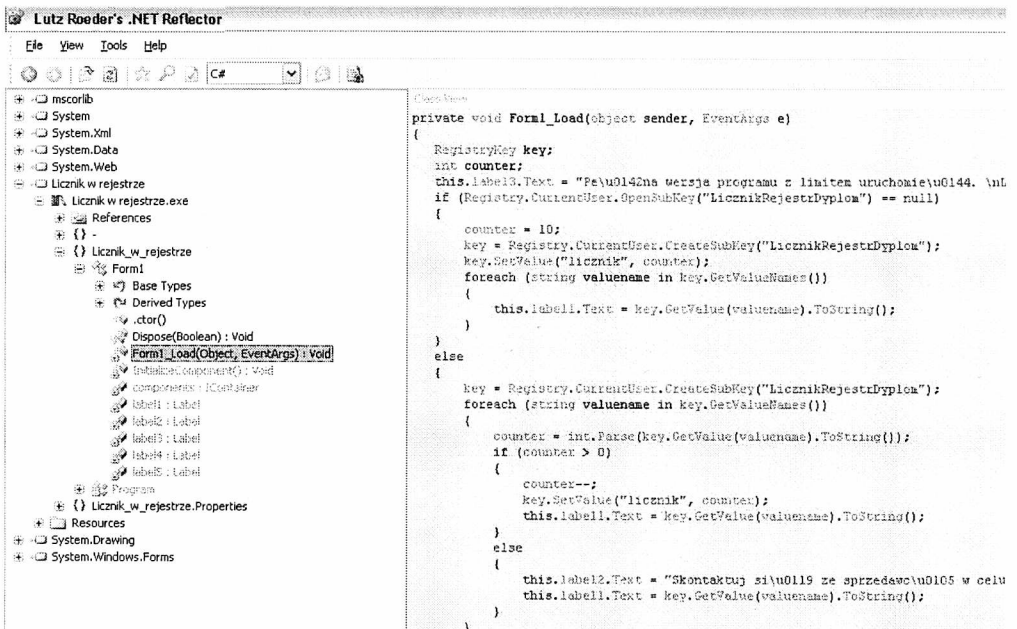 Lutz Roeder's .NET Reflector
File View Tools Help
C#
mscorlib
System
System.Xml
System.Data
System.Web
Licznik w rejestrze
Licznik w rejestrze.exe
References
{} -
{} Licznik_w_rejestrze
Form1
Base Types
Derived Types
.ctor()
Dispose(Boolean) : Void
Form1_Load(Object, EventArgs) : Void
InitializeComponent() : Void
components : IContainer
label1 : Label
label2 : Label
label3 : Label
label4 : Label
label5 : Label
Program
{} Licznik_w_rejestrze.Properties
Resources
System.Drawing
System.Windows.Forms
Class View
private void Form1_Load(object sender, EventArgs e)
{
RegistryKey key;
int counter;
this.label3.Text = "Pe\u0142na wersja programu z limitem uruchomie\u0144. \nL
if (Registry.CurrentUser.OpenSubKey("LicznikRejestrDyplom") == null)
{
counter = 10;
key = Registry.CurrentUser.CreateSubKey("LicznikRejestrDyplom");
key.SetValue("licznik", counter);
foreach (string valuename in key.GetValueNames())
{
this.label1.Text = key.GetValue(valuename).ToString();
}
}
else
{
key = Registry.CurrentUser.CreateSubKey("LicznikRejestrDyplom");
foreach (string valuename in key.GetValueNames())
{
counter = int.Parse(key.GetValue(valuename).ToString());
if (counter > 0)
{
counter--;
key.SetValue("licznik", counter);
this.label1.Text = key.GetValue(valuename).ToString();
}
else
{
this.label2.Text = "Skontaktuj si\u0119 ze sprzedawc\u0105 w celu
this.label1.Text = key.GetValue(valuename).ToString();
}
}